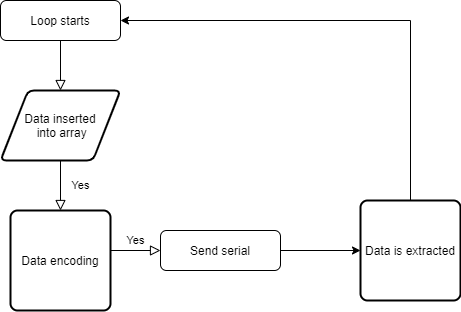 Loop starts
Data inserted
into array
Yes
Data encoding
Yes
Send serial
Data is extracted